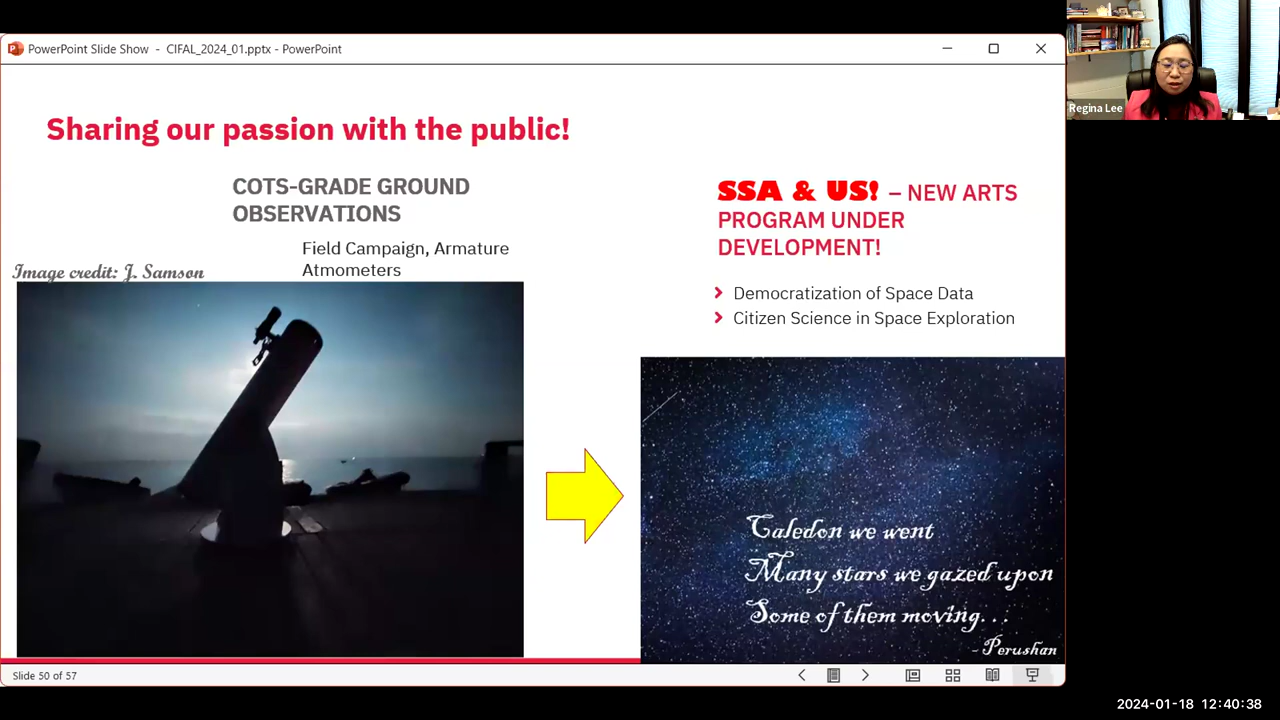 PowerPoint Slide Show - CIFAL_2024_01.pptx - PowerPoint
Regina Lee
Sharing our passion with the public!
COTS-GRADE GROUND
OBSERVATIONS
Field Campaign, Armature
Atmometers
Image credit: J. Samson
SSA & US! – NEW ARTS
PROGRAM UNDER
DEVELOPMENT!
Democratization of Space Data
Citizen Science in Space Exploration
Caledon we went
Many stars we gazed upon
Some of them moving...
- Perushan
Slide 50 of 57
2024-01-18 12:40:38